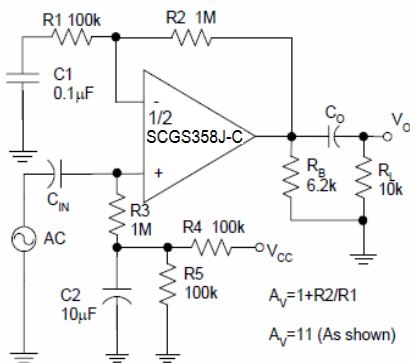 R1 100k
R2 1M
C1
0.1µF
-
1/2
SCGS358J-C
+
CO
VO
RB
6.2k
RL
10k
CIN
AC
R3
1M
R4 100k
VCC
C2
10µF
R5
100k
AV=1+R2/R1
AV=11 (As shown)